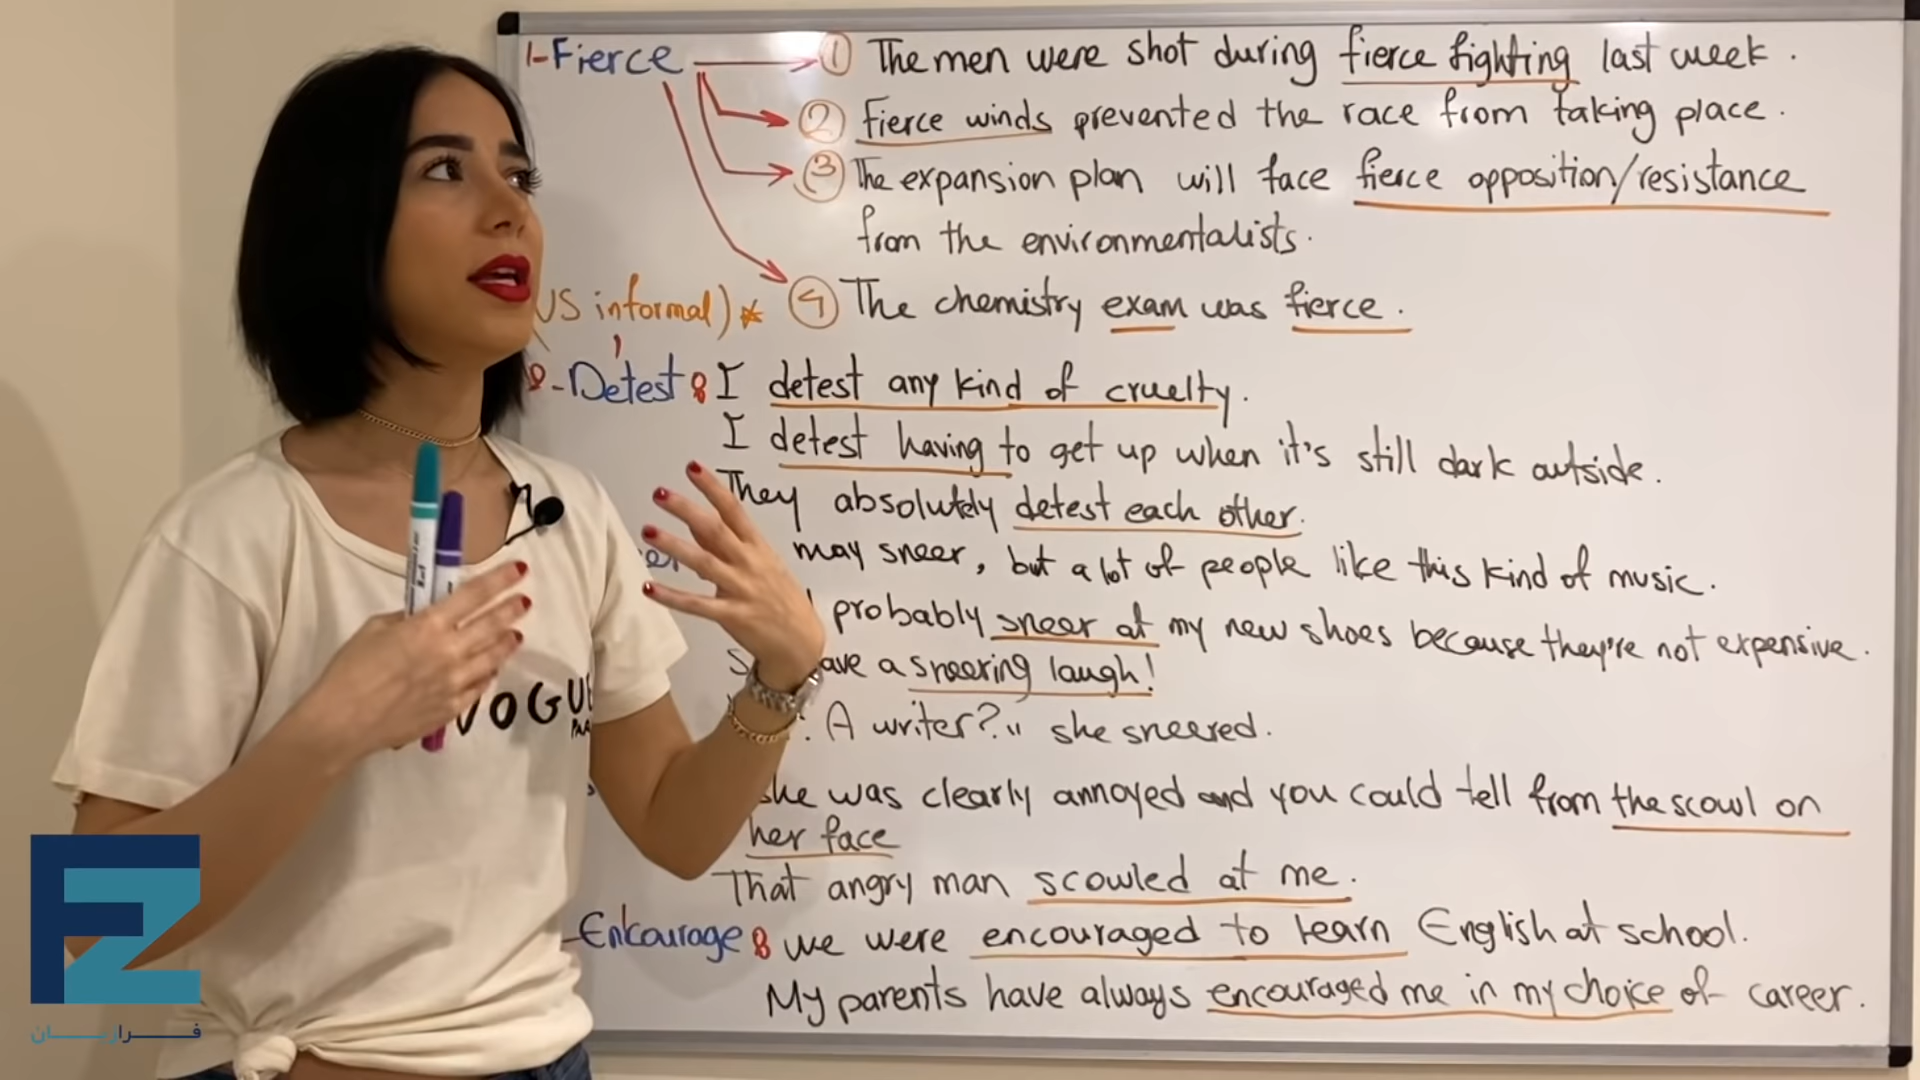 1-Fierce ① The men were shot during fierce fighting last week.
② Fierce winds prevented the race from taking place.
③ The expansion plan will face fierce opposition/resistance
from the environmentalists.
US informal) * ④ The chemistry exam was fierce.
-Detest: I detest any kind of cruelty.
I detest having to get up when it's still dark outside.
They absolutely detest each other.
may sneer, but a lot of people like this kind of music.
probably sneer at my new shoes because they're not expensive.
a sneering laugh!
A writer?" she sneered.
she was clearly annoyed and you could tell from the scowl on
her face
That angry man scowled at me.
-Encourage: we were encouraged to learn English at school.
My parents have always encouraged me in my choice of career.
VOGUE
FZ
فرازبان